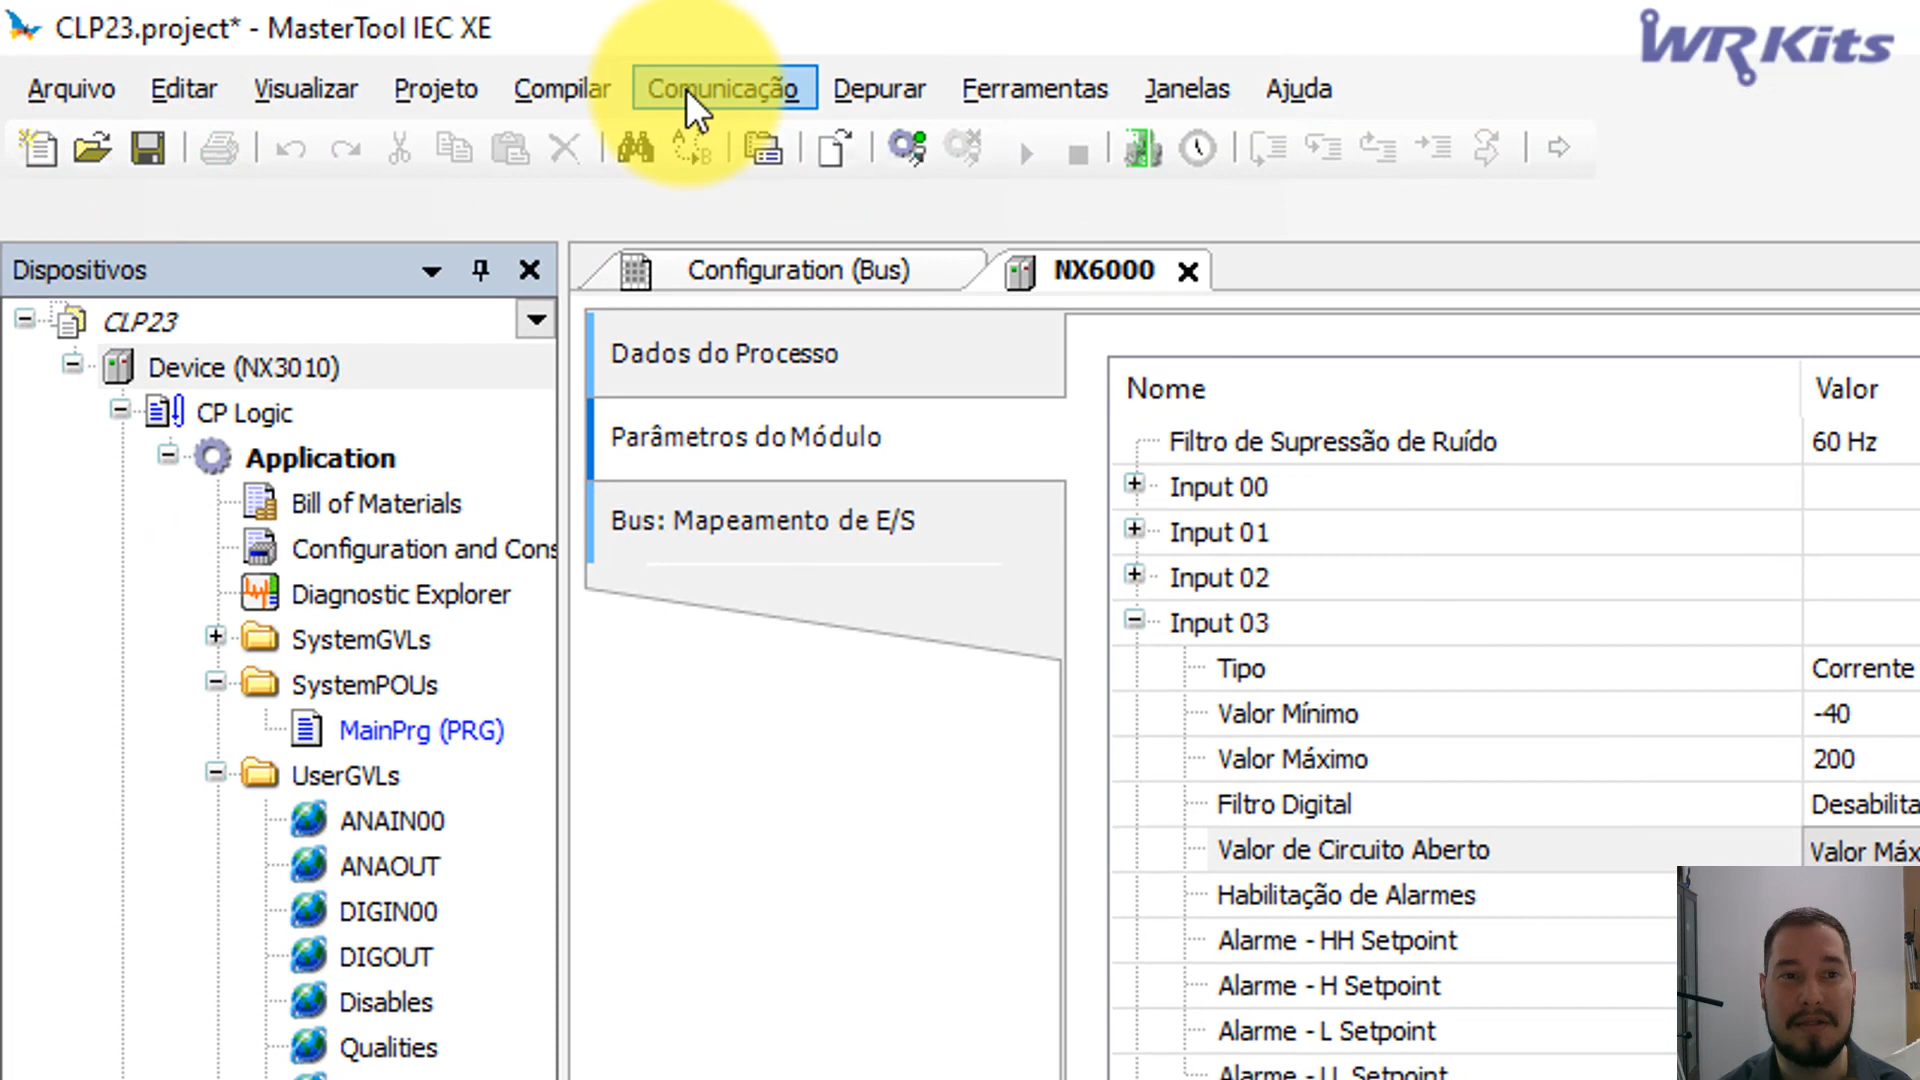 CLP23.project* - MasterTool IEC XE
WR Kits
Arquivo Editar Visualizar Projeto Compilar Comunicação Depurar Ferramentas Janelas Ajuda
Dispositivos
Configuration (Bus)
NX6000
CLP23
Device (NX3010)
CP Logic
Application
Bill of Materials
Configuration and Cons
Diagnostic Explorer
SystemGVLs
SystemPOUs
MainPrg (PRG)
UserGVLs
ANAIN00
ANAOUT
DIGIN00
DIGOUT
Disables
Qualities
Dados do Processo
Parâmetros do Módulo
Bus: Mapeamento de E/S
Nome Valor
Filtro de Supressão de Ruído 60 Hz
Input 00
Input 01
Input 02
Input 03
Tipo Corrente
Valor Mínimo -40
Valor Máximo 200
Filtro Digital Desabilita
Valor de Circuito Aberto Valor Máx
Habilitação de Alarmes
Alarme - HH Setpoint
Alarme - H Setpoint
Alarme - L Setpoint
Alarme - LL Setpoint